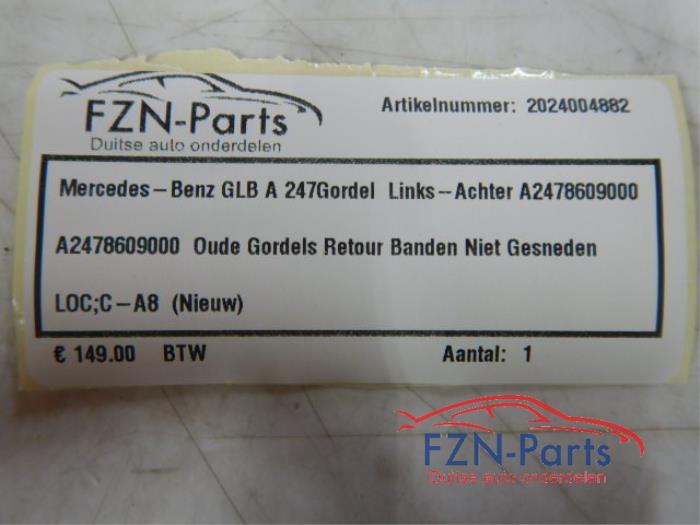 FZN-Parts
Duitse auto onderdelen
Artikelnummer: 2024004882
Mercedes-Benz GLB A 247Gordel Links-Achter A2478609000
A2478609000 Oude Gordels Retour Banden Niet Gesneden
LOC;C-A8 (Nieuw)
€ 149.00 BTW Aantal: 1
FZN-Parts
Duitse auto onderdelen